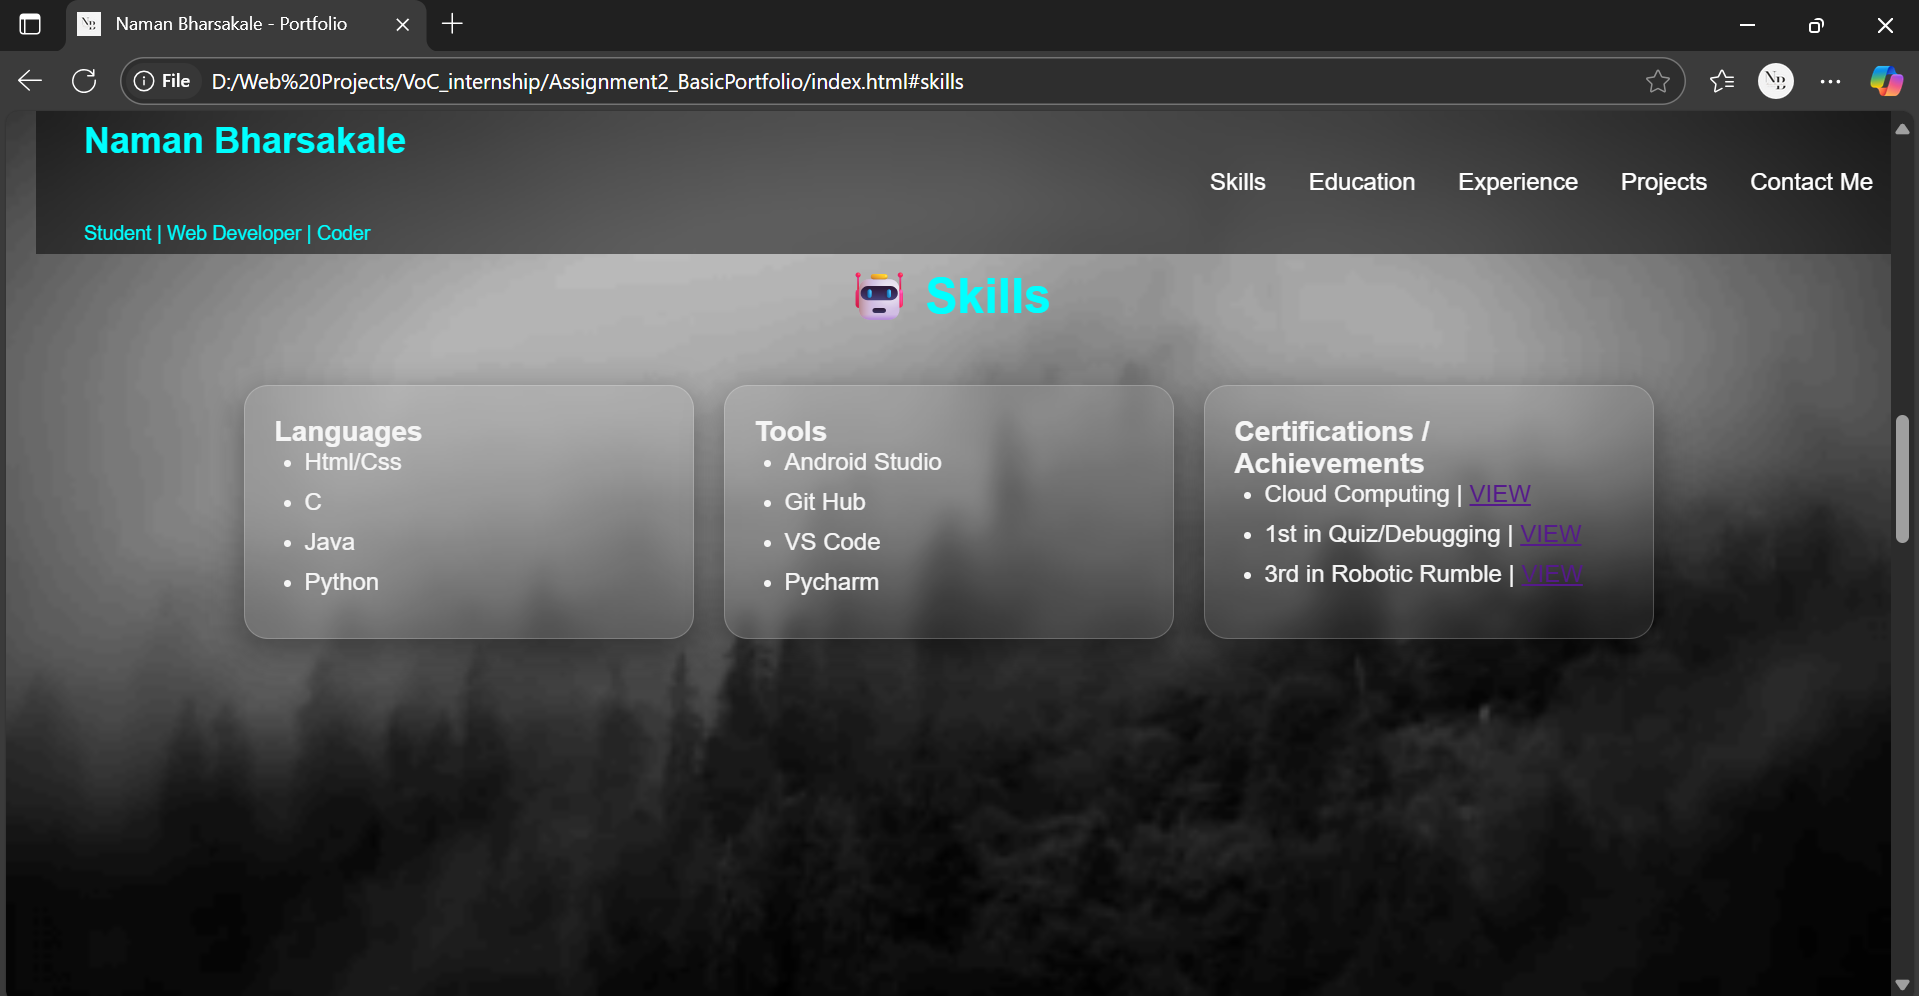 Naman Bharsakale - Portfolio
File D:/Web%20Projects/VoC_internship/Assignment2_BasicPortfolio/index.html#skills
NB
Naman Bharsakale
Skills Education Experience Projects Contact Me
Student | Web Developer | Coder
Skills
Languages
Html/Css
C
Java
Python
Tools
Android Studio
Git Hub
VS Code
Pycharm
Certifications /
Achievements
Cloud Computing | VIEW
1st in Quiz/Debugging | VIEW
3rd in Robotic Rumble | VIEW